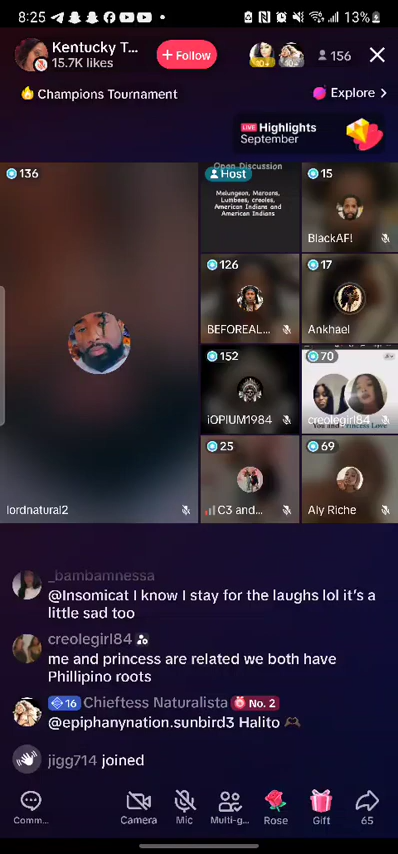 8:25
13%
Kentucky T...
15.7K likes
+ Follow
10+
156
Champions Tournament
Explore >
LIVE Highlights
September
136
Host
Open Discussion
Melungeon, Maroons,
Lumbees, creoles,
American Indiane and
American Indians
15
BlackAF!
126
BEFOREAL...
17
Ankhael
152
iOPIUM1984
70
creolegirl84
You and Princess Love
lordnatural2
25
C3 and...
69
Aly Riche
_bambamnessa
@Insomicat I know I stay for the laughs lol it's a
little sad too
creolegirl84
me and princess are related we both have
Phillipino roots
16 Chieftess Naturalista No. 2
@epiphanynation.sunbird3 Halito
jigg714 joined
Comm...
Camera
Mic
Multi-g...
Rose
Gift
65